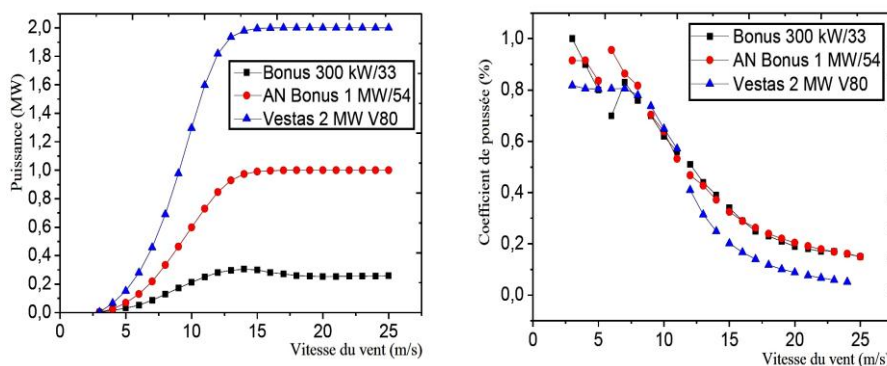 2,0
1,8
1,6
1,4
1,2
1,0
0,8
0,6
0,4
0,2
0,0
Puissance (MW)
Bonus 300 kW/33
AN Bonus 1 MW/54
Vestas 2 MW V80
0 5 10 15 20 25
Vitesse du vent (m/s)
1,0
0,8
0,6
0,4
0,2
0,0
Coefficient de poussée (%)
Bonus 300 kW/33
AN Bonus 1 MW/54
Vestas 2 MW V80
0 5 10 15 20 25
Vitesse du vent (m/s)